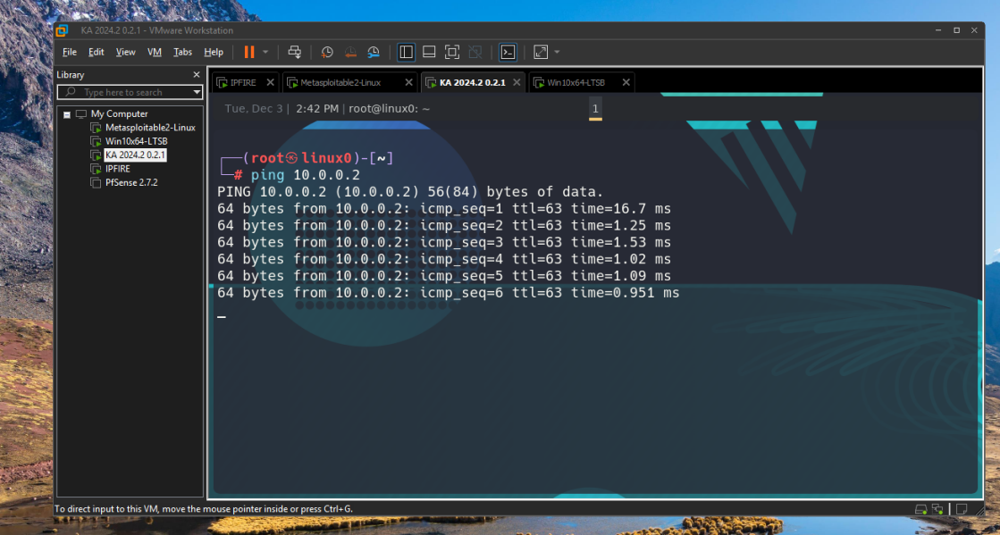 KA 2024.2 0.2.1 - VMware Workstation
File Edit View VM Tabs Help
Library
Type here to search
My Computer
Metasploitable2-Linux
Win10x64-LTSB
KA 2024.2 0.2.1
IPFIRE
PfSense 2.7.2
IPFIRE Metasploitable2-Linux KA 2024.2 0.2.1 Win10x64-LTSB
Tue, Dec 3 | 2:42 PM | root@linux0: ~ 1
┌──(root㉿linux0)-[~]
└─# ping 10.0.0.2
PING 10.0.0.2 (10.0.0.2) 56(84) bytes of data.
64 bytes from 10.0.0.2: icmp_seq=1 ttl=63 time=16.7 ms
64 bytes from 10.0.0.2: icmp_seq=2 ttl=63 time=1.25 ms
64 bytes from 10.0.0.2: icmp_seq=3 ttl=63 time=1.53 ms
64 bytes from 10.0.0.2: icmp_seq=4 ttl=63 time=1.02 ms
64 bytes from 10.0.0.2: icmp_seq=5 ttl=63 time=1.09 ms
64 bytes from 10.0.0.2: icmp_seq=6 ttl=63 time=0.951 ms
To direct input to this VM, move the mouse pointer inside or press Ctrl+G.